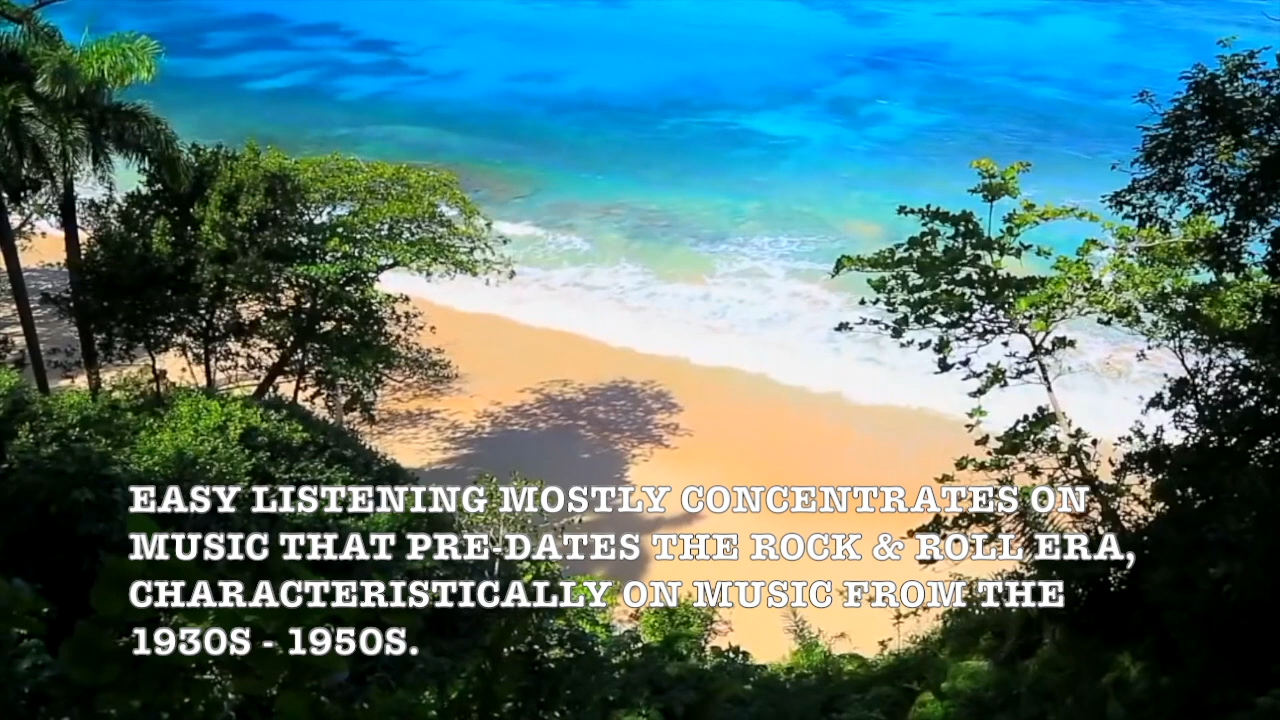 EASY LISTENING MOSTLY CONCENTRATES ON
MUSIC THAT PRE-DATES THE ROCK & ROLL ERA,
CHARACTERISTICALLY ON MUSIC FROM THE
1930S - 1950S.